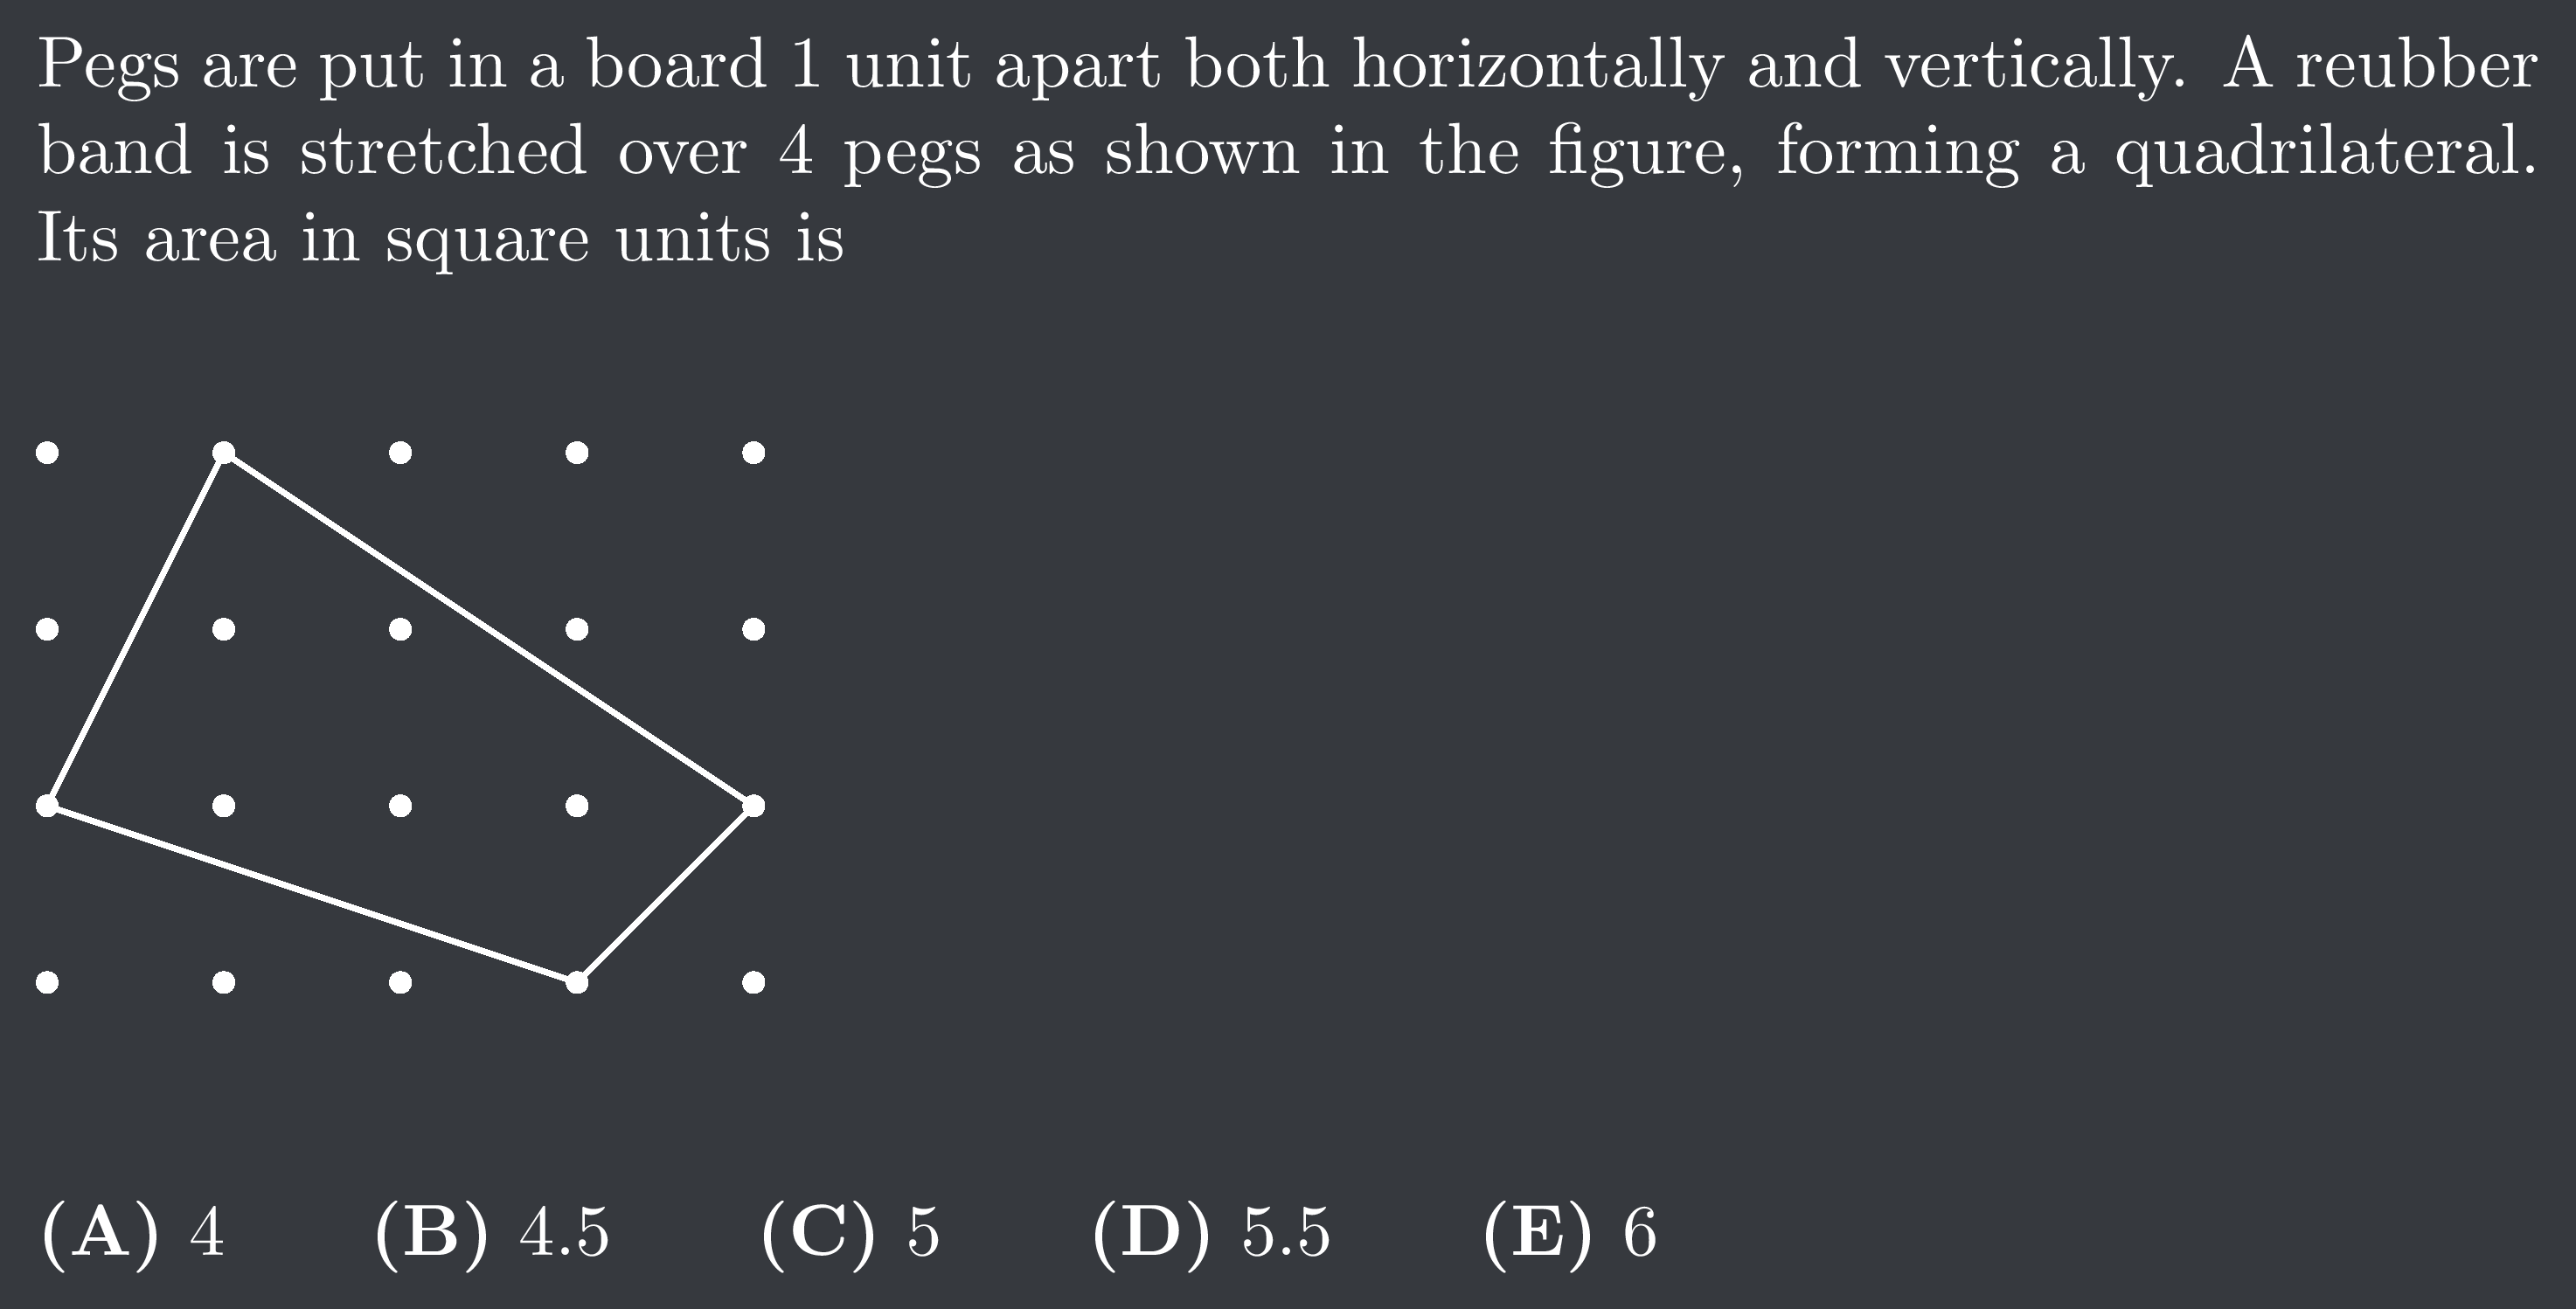 Pegs are put in a board 1 unit apart both horizontally and vertically. A reubber
band is stretched over 4 pegs as shown in the figure, forming a quadrilateral.
Its area in square units is
(A) 4 (B) 4.5 (C) 5 (D) 5.5 (E) 6